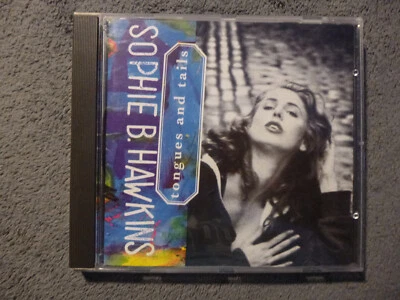 SOPHIE B. HAWKINS
tongues and tails